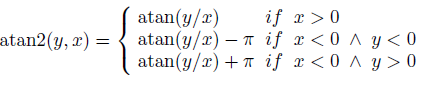 atan(y/x) if x > 0
atan2(y, x) = { atan(y/x) − π if x < 0 ∧ y < 0
atan(y/x) + π if x < 0 ∧ y > 0